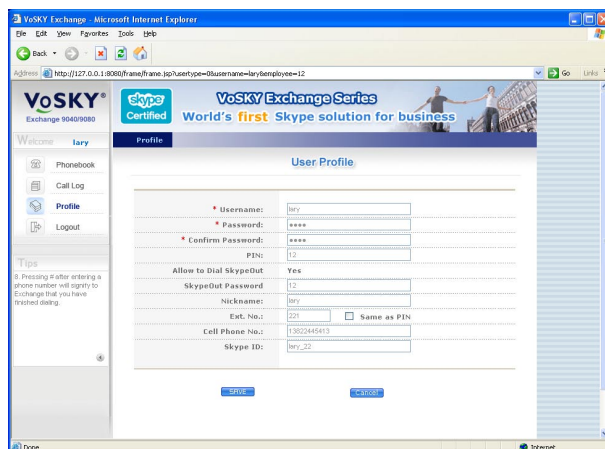 VoSKY Exchange - Microsoft Internet Explorer
File Edit View Favorites Tools Help
Back
Address http://127.0.0.1:8080/frame/frame.jsp?usertype=0&username=lary&employee=12 Go Links
VoSKY®
Exchange 9040/9080
skype
Certified
VoSKY Exchange Series
World's first Skype solution for business
Welcome lary
Profile
Phonebook
Call Log
Profile
Logout
Tips
8. Pressing # after entering a
phone number will signify to
Exchange that you have
finished dialing.
User Profile
* Username: lary
* Password: ●●●●
* Confirm Password: ●●●●
PIN: 12
Allow to Dial SkypeOut Yes
SkypeOut Password 12
Nickname: lary
Ext. No.: 221 Same as PIN
Cell Phone No.: 13822445413
Skype ID: lary_22
SAVE Cancel
Done Internet